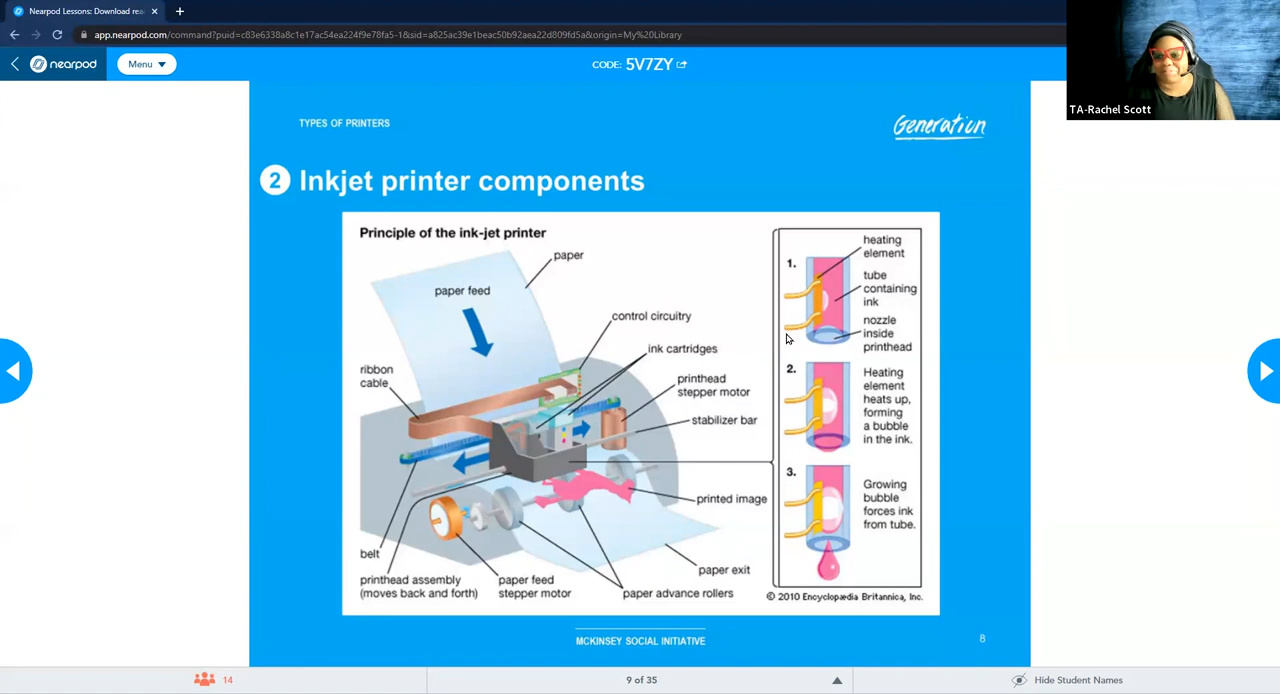 Nearpod Lessons: Download rea
app.nearpod.com/command?puid=c83e6338a8c1e17ac54ea224f9e78fa5-1&sid=a825ac39e1beac50b92aea22d809fd5a&origin=My%20Library
nearpod
Menu
CODE: 5V7ZY
TA-Rachel Scott
TYPES OF PRINTERS
Generation
2 Inkjet printer components
Principle of the ink-jet printer
paper
paper feed
control circuitry
ink cartridges
ribbon
cable
printhead
stepper motor
stabilizer bar
printed image
belt
paper exit
printhead assembly
(moves back and forth)
paper feed
stepper motor
paper advance rollers
1.
heating
element
tube
containing
ink
nozzle
inside
printhead
2.
Heating
element
heats up,
forming
a bubble
in the ink.
3.
Growing
bubble
forces ink
from tube.
© 2010 Encyclopædia Britannica, Inc.
MCKINSEY SOCIAL INITIATIVE
8
14
9 of 35
Hide Student Names